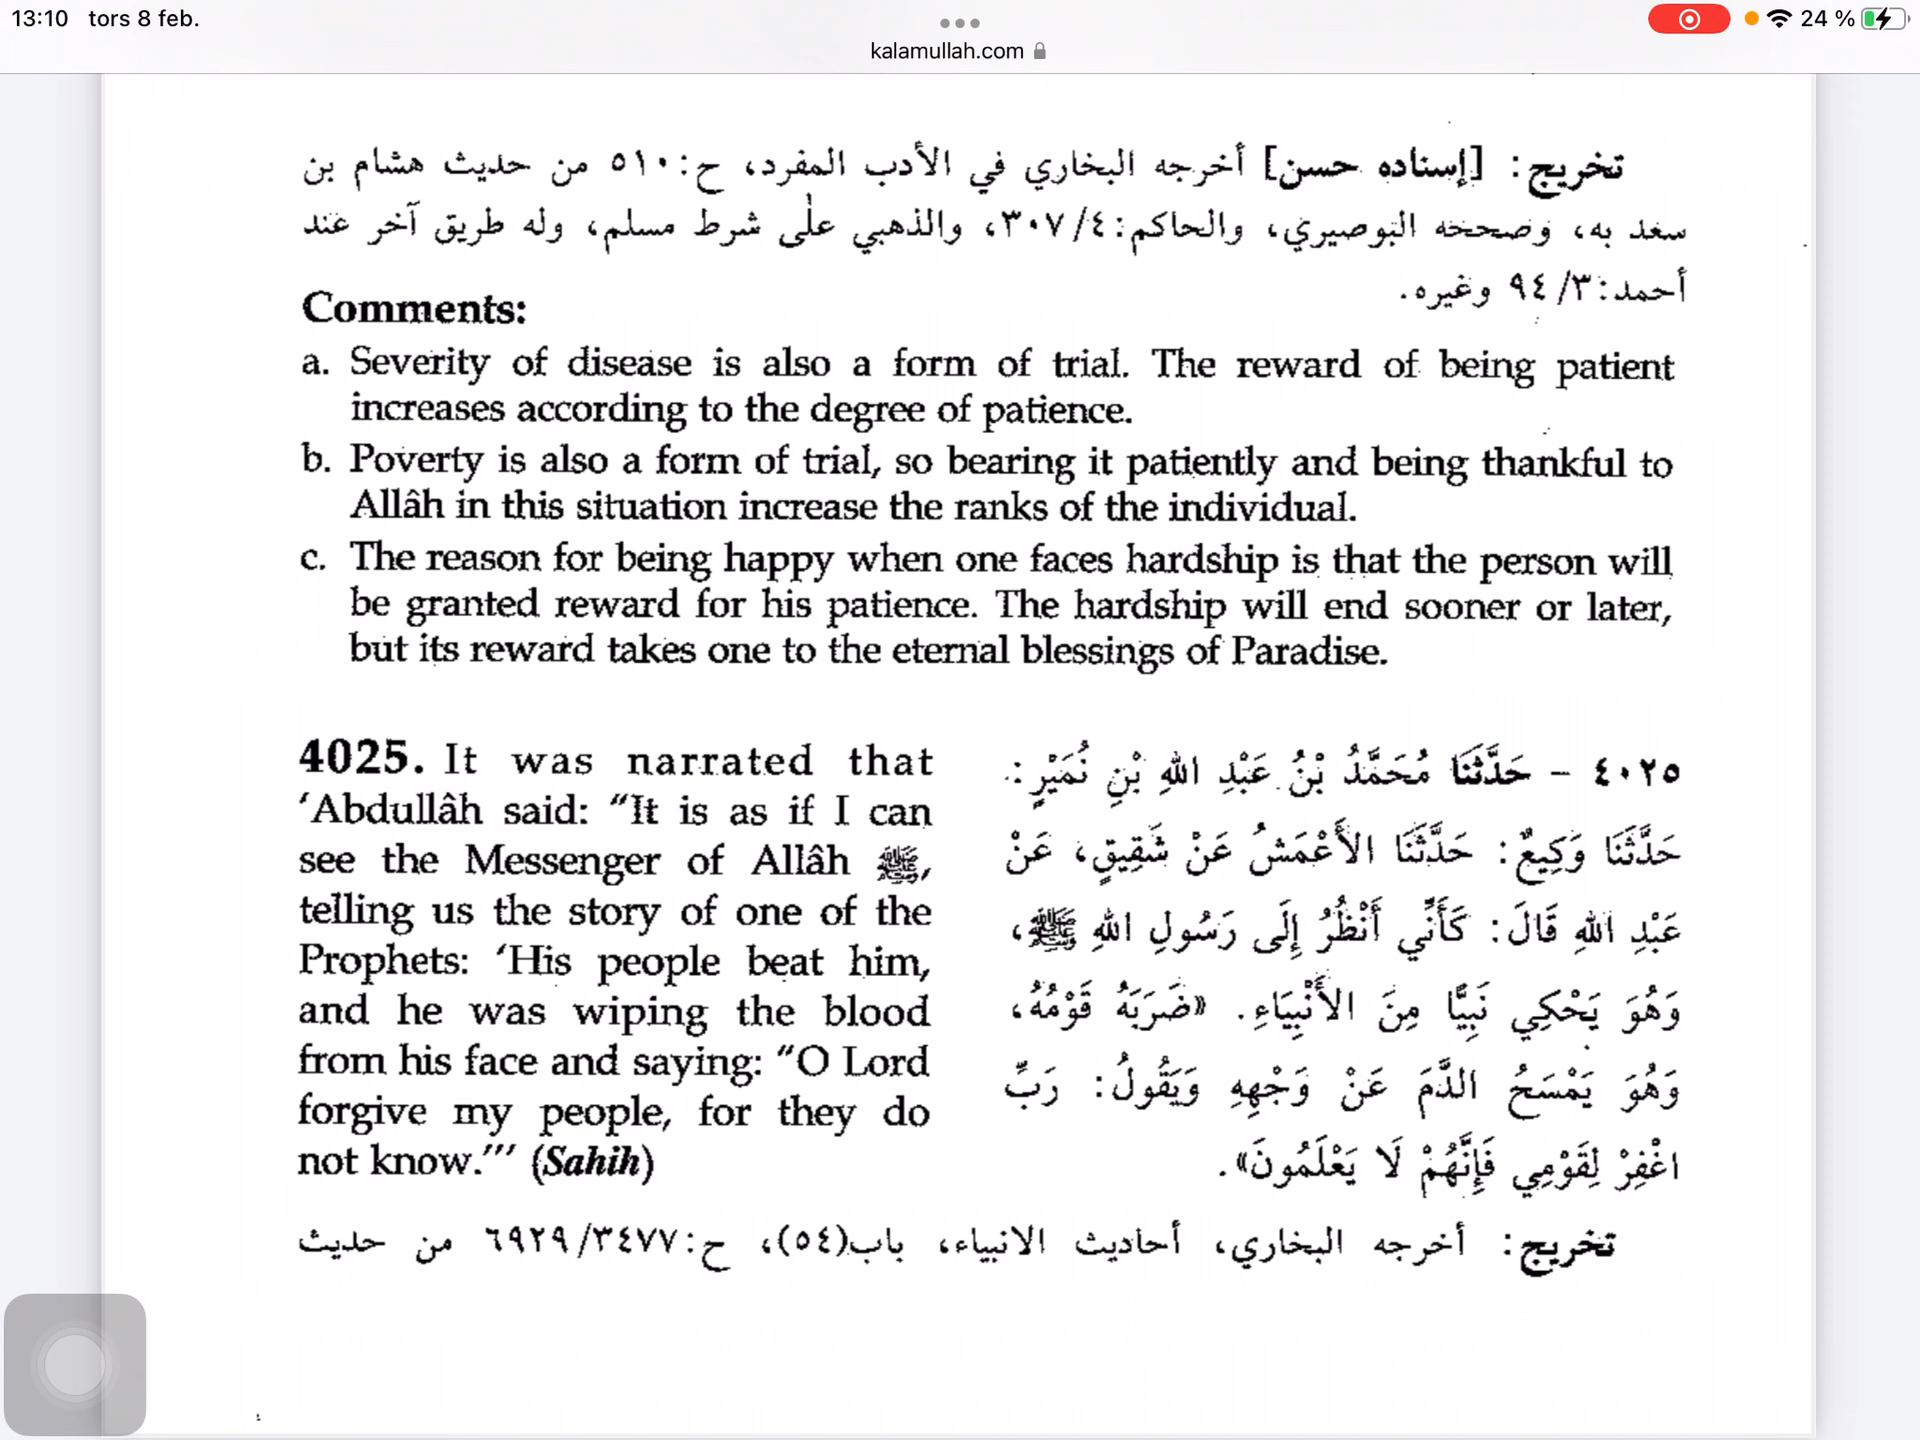 13:10 tors 8 feb.
24 %
kalamullah.com
تخريج: [إسناده حسن] أخرجه البخاري في الأدب المفرد، ح:٥١٠ من حديث هشام بن
سعد به، وصححه البوصيري، والحاكم:٣٠٧/٤، والذهبي على شرط مسلم، وله طريق آخر عند
أحمد:٩٤/٣ وغيره.
Comments:
a. Severity of disease is also a form of trial. The reward of being patient
increases according to the degree of patience.
b. Poverty is also a form of trial, so bearing it patiently and being thankful to
Allâh in this situation increase the ranks of the individual.
c. The reason for being happy when one faces hardship is that the person will
be granted reward for his patience. The hardship will end sooner or later,
but its reward takes one to the eternal blessings of Paradise.
4025. It was narrated that
‘Abdullâh said: “It is as if I can
see the Messenger of Allâh ﷺ,
telling us the story of one of the
Prophets: ‘His people beat him,
and he was wiping the blood
from his face and saying: “O Lord
forgive my people, for they do
not know.”’” (Sahih)
٤٠٢٥ - حَدَّثَنَا مُحَمَّدُ بْنُ عَبْدِ اللهِ بْنِ نُمَيْرٍ:
حَدَّثَنَا وَكِيعٌ: حَدَّثَنَا الأَعْمَشُ عَنْ شَقِيقٍ، عَنْ
عَبْدِ اللهِ قَالَ: كَأَنِّي أَنْظُرُ إِلَى رَسُولِ اللهِ ﷺ،
وَهُوَ يَحْكِي نَبِيًّا مِنَ الأَنْبِيَاءِ. «ضَرَبَهُ قَوْمُهُ،
وَهُوَ يَمْسَحُ الدَّمَ عَنْ وَجْهِهِ وَيَقُولُ: رَبِّ
اغْفِرْ لِقَوْمِي فَإِنَّهُمْ لَا يَعْلَمُونَ».
تخريج: أخرجه البخاري، أحاديث الانبياء، باب(٥٤)، ح:٦٩٢٩/٣٤٧٧ من حديث